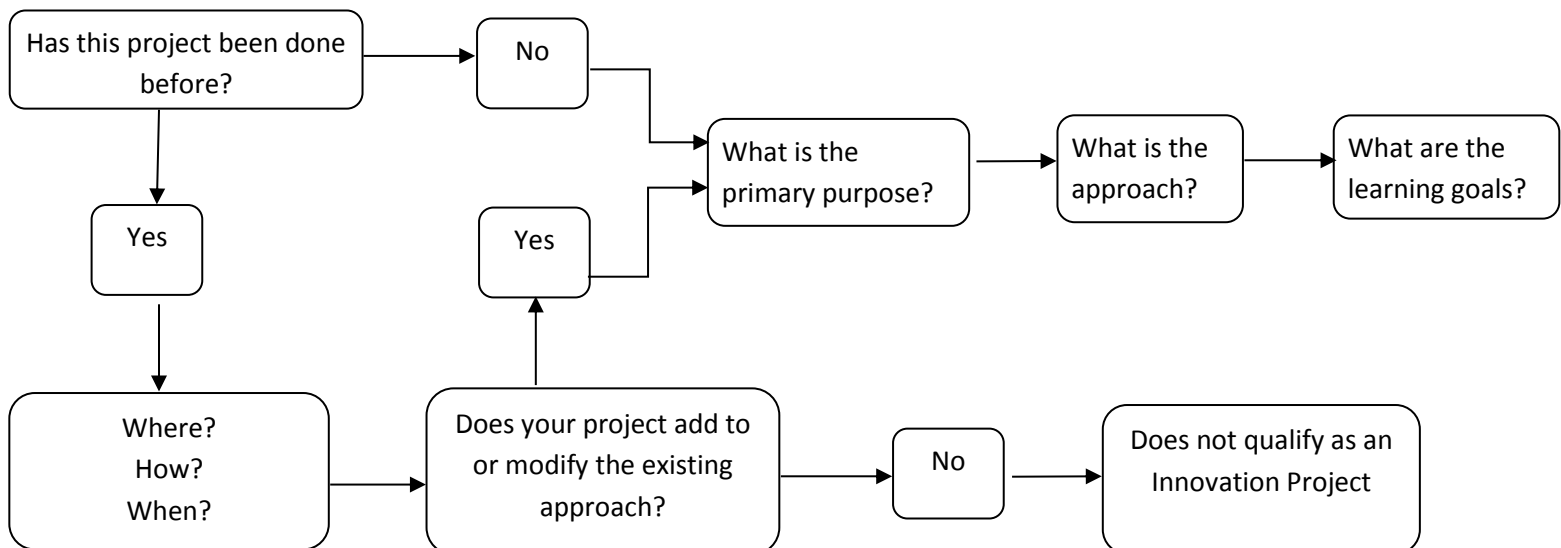 Has this project been done
before?
No
What is the
primary purpose?
What is the
approach?
What are the
learning goals?
Yes
Yes
Where?
How?
When?
Does your project add to
or modify the existing
approach?
No
Does not qualify as an
Innovation Project